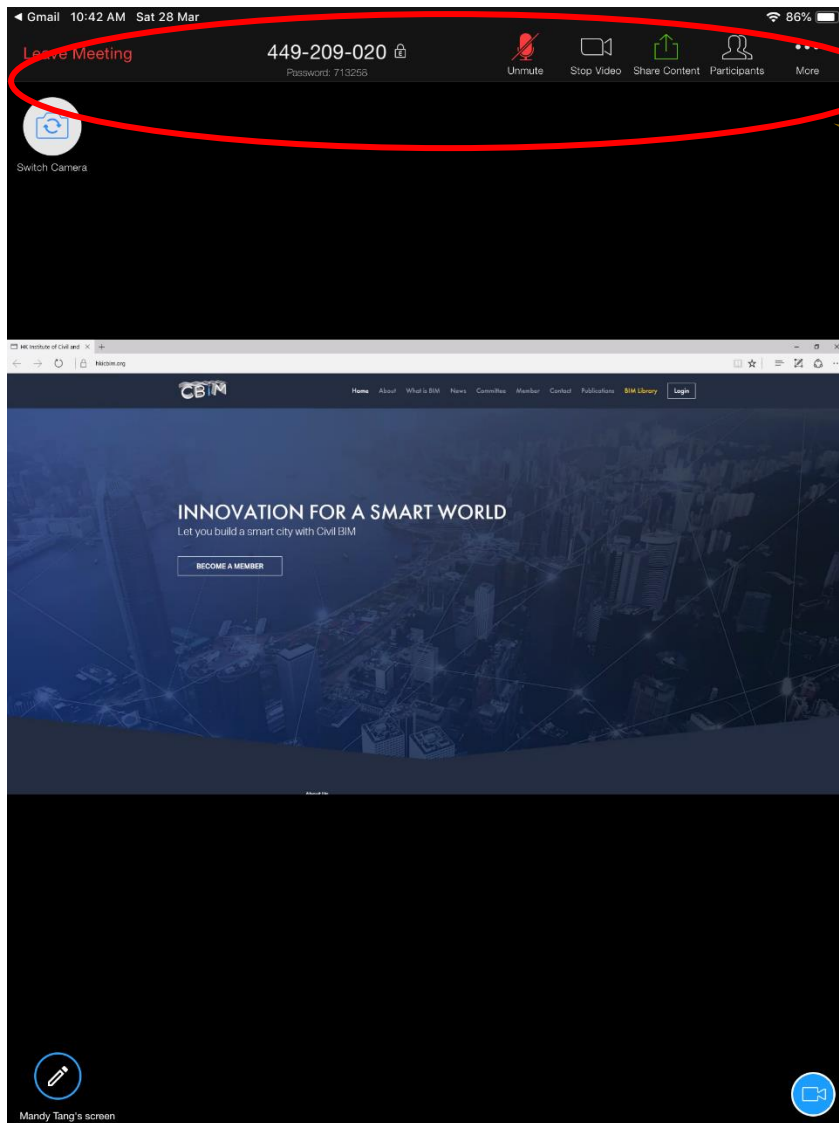 Gmail 10:42 AM Sat 28 Mar 86%
Leave Meeting
449-209-020
Password: 713256
Unmute
Stop Video
Share Content
Participants
More
Switch Camera
HK Institute of Civil and
hkicbim.org
CBIM
Home About What is BIM News Committee Member Contact Publications BIM Library Login
INNOVATION FOR A SMART WORLD
Let you build a smart city with Civil BIM
BECOME A MEMBER
About Us
Mandy Tang's screen